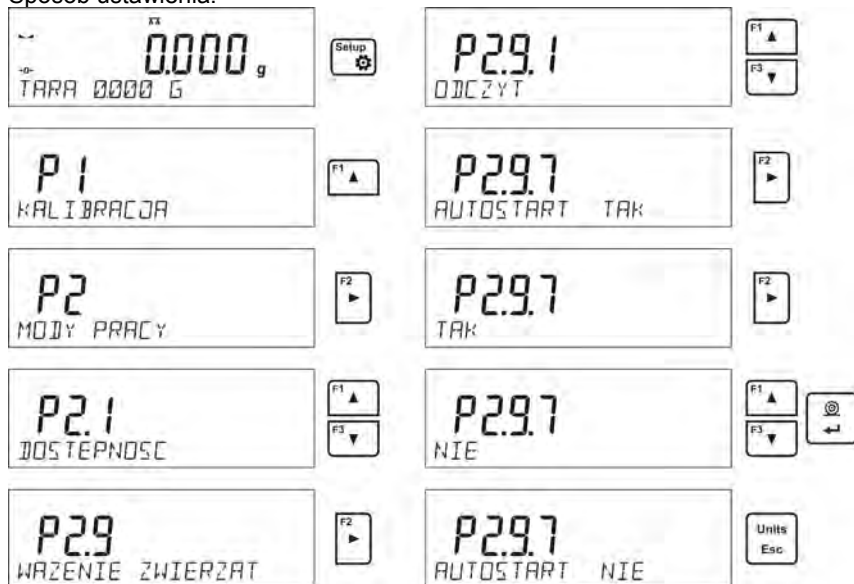 Sposób ustawienia:
xx
0.000 g
→0←
TARA 0000 G
Setup
P1
KALIBRACJA
F1
P2
MODY PRACY
F2
P2.1
DOSTEPNOSC
F1
F3
P2.9
WAZENIE ZWIERZAT
F2
P2.9.1
ODCZYT
F1
F3
P2.9.7
AUTOSTART TAK
F2
P2.9.7
TAK
F2
P2.9.7
NIE
F1
F3
P2.9.7
AUTOSTART NIE
Units
Esc